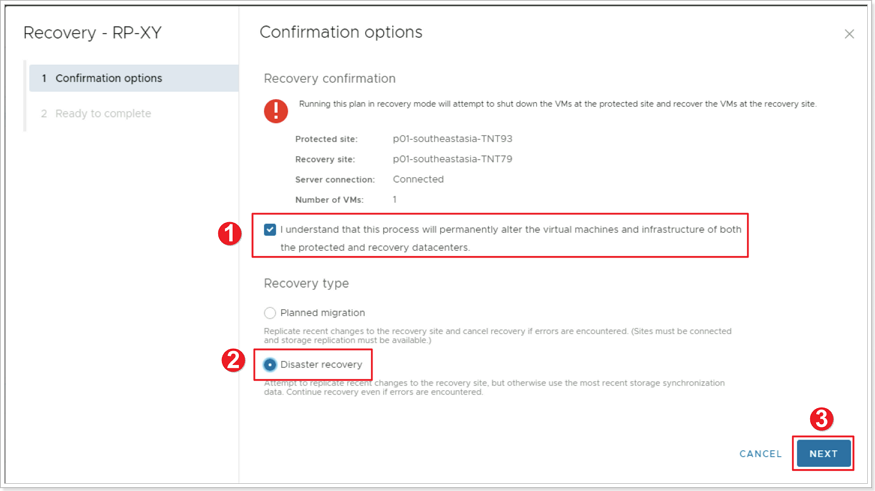 Recovery - RP-XY
1 Confirmation options
2 Ready to complete
Confirmation options
Recovery confirmation
Running this plan in recovery mode will attempt to shut down the VMs at the protected site and recover the VMs at the recovery site.
Protected site: p01-southeastasia-TNT93
Recovery site: p01-southeastasia-TNT79
Server connection: Connected
Number of VMs: 1
1
I understand that this process will permanently alter the virtual machines and infrastructure of both
the protected and recovery datacenters.
Recovery type
Planned migration
Replicate recent changes to the recovery site and cancel recovery if errors are encountered. (Sites must be connected
and storage replication must be available.)
2
Disaster recovery
Attempt to replicate recent changes to the recovery site, but otherwise use the most recent storage synchronization
data. Continue recovery even if errors are encountered.
3
CANCEL NEXT